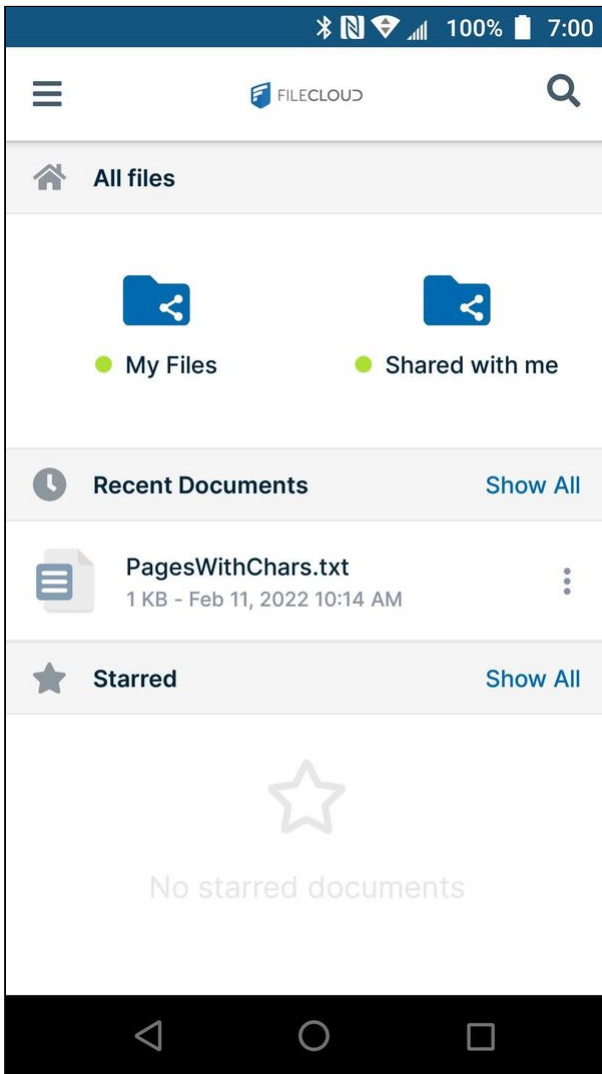 100% 7:00
FILECLOUD
All files
My Files Shared with me
Recent Documents Show All
PagesWithChars.txt
1 KB - Feb 11, 2022 10:14 AM
Starred Show All
No starred documents